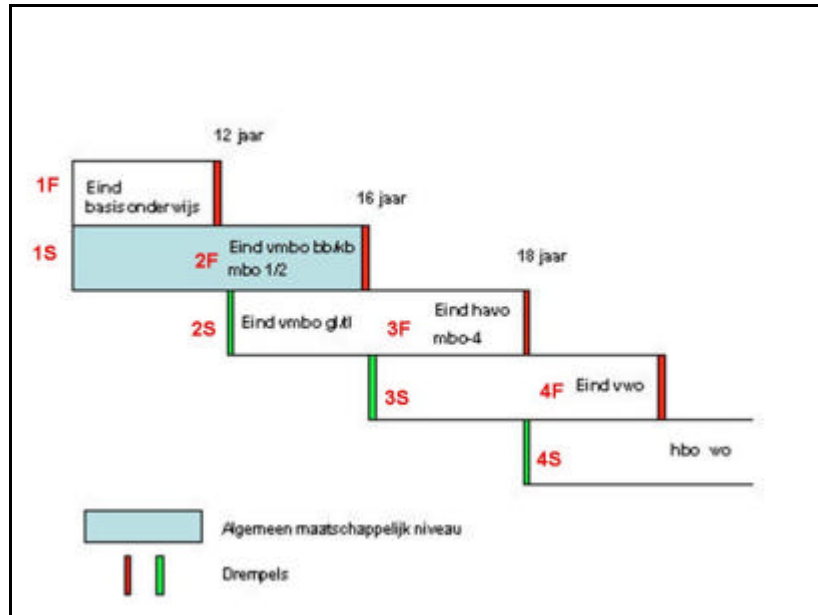 12 jaar
1F
Eind
basisonderwijs
16 jaar
1S
2F
Eind vmbo bb/kb
mbo 1/2
18 jaar
2S
Eind vmbo gl/tl
3F
Eind havo
mbo-4
3S
4F
Eind vwo
4S
hbo wo
Algemeen maatschappelijk niveau
Drempels